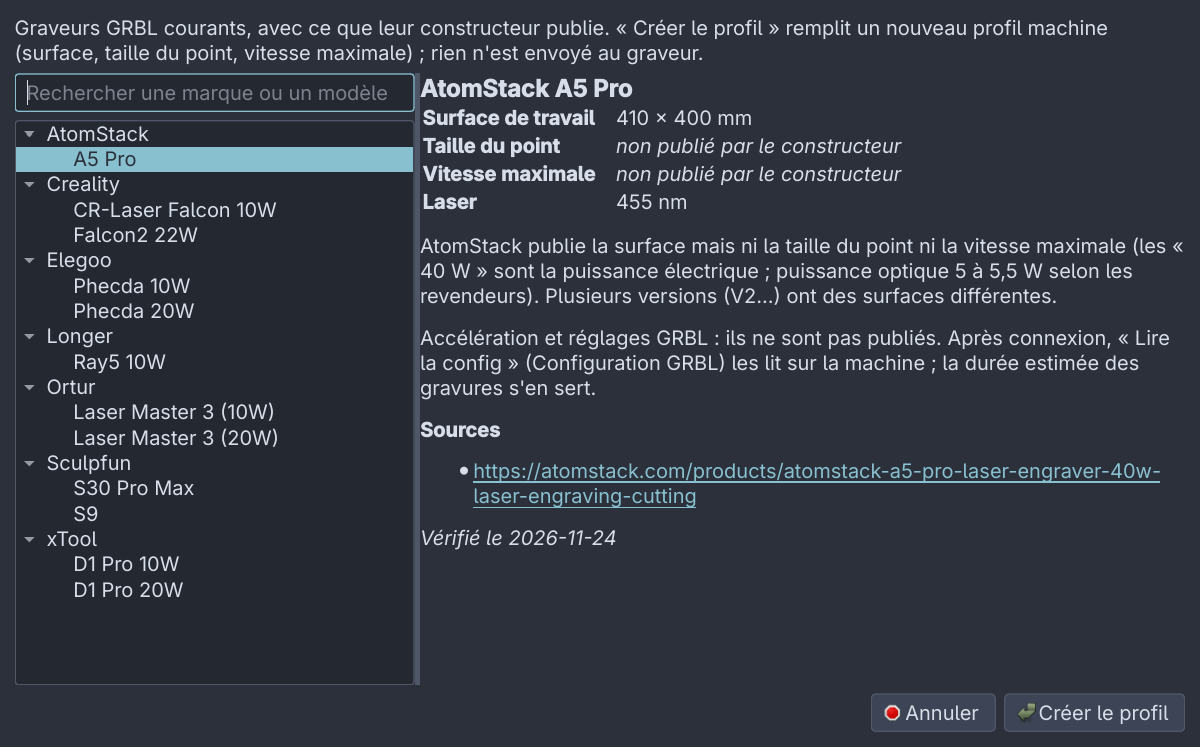 Graveurs GRBL courants, avec ce que leur constructeur publie. « Créer le profil » remplit un nouveau profil machine
(surface, taille du point, vitesse maximale) ; rien n'est envoyé au graveur.
Rechercher une marque ou un modèle
AtomStack
A5 Pro
Creality
CR-Laser Falcon 10W
Falcon2 22W
Elegoo
Phecda 10W
Phecda 20W
Longer
Ray5 10W
Ortur
Laser Master 3 (10W)
Laser Master 3 (20W)
Sculpfun
S30 Pro Max
S9
xTool
D1 Pro 10W
D1 Pro 20W
AtomStack A5 Pro
Surface de travail 410 × 400 mm
Taille du point non publié par le constructeur
Vitesse maximale non publié par le constructeur
Laser 455 nm
AtomStack publie la surface mais ni la taille du point ni la vitesse maximale (les «
40 W » sont la puissance électrique ; puissance optique 5 à 5,5 W selon les
revendeurs). Plusieurs versions (V2...) ont des surfaces différentes.
Accélération et réglages GRBL : ils ne sont pas publiés. Après connexion, « Lire
la config » (Configuration GRBL) les lit sur la machine ; la durée estimée des
gravures s'en sert.
Sources
• https://atomstack.com/products/atomstack-a5-pro-laser-engraver-40w-
laser-engraving-cutting
Vérifié le 2026-11-24
Annuler
Créer le profil